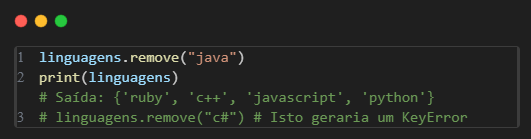 1 linguagens.remove("java")
2 print(linguagens)
# Saída: {'ruby', 'c++', 'javascript', 'python'}
3 # linguagens.remove("c#") # Isto geraria um KeyError